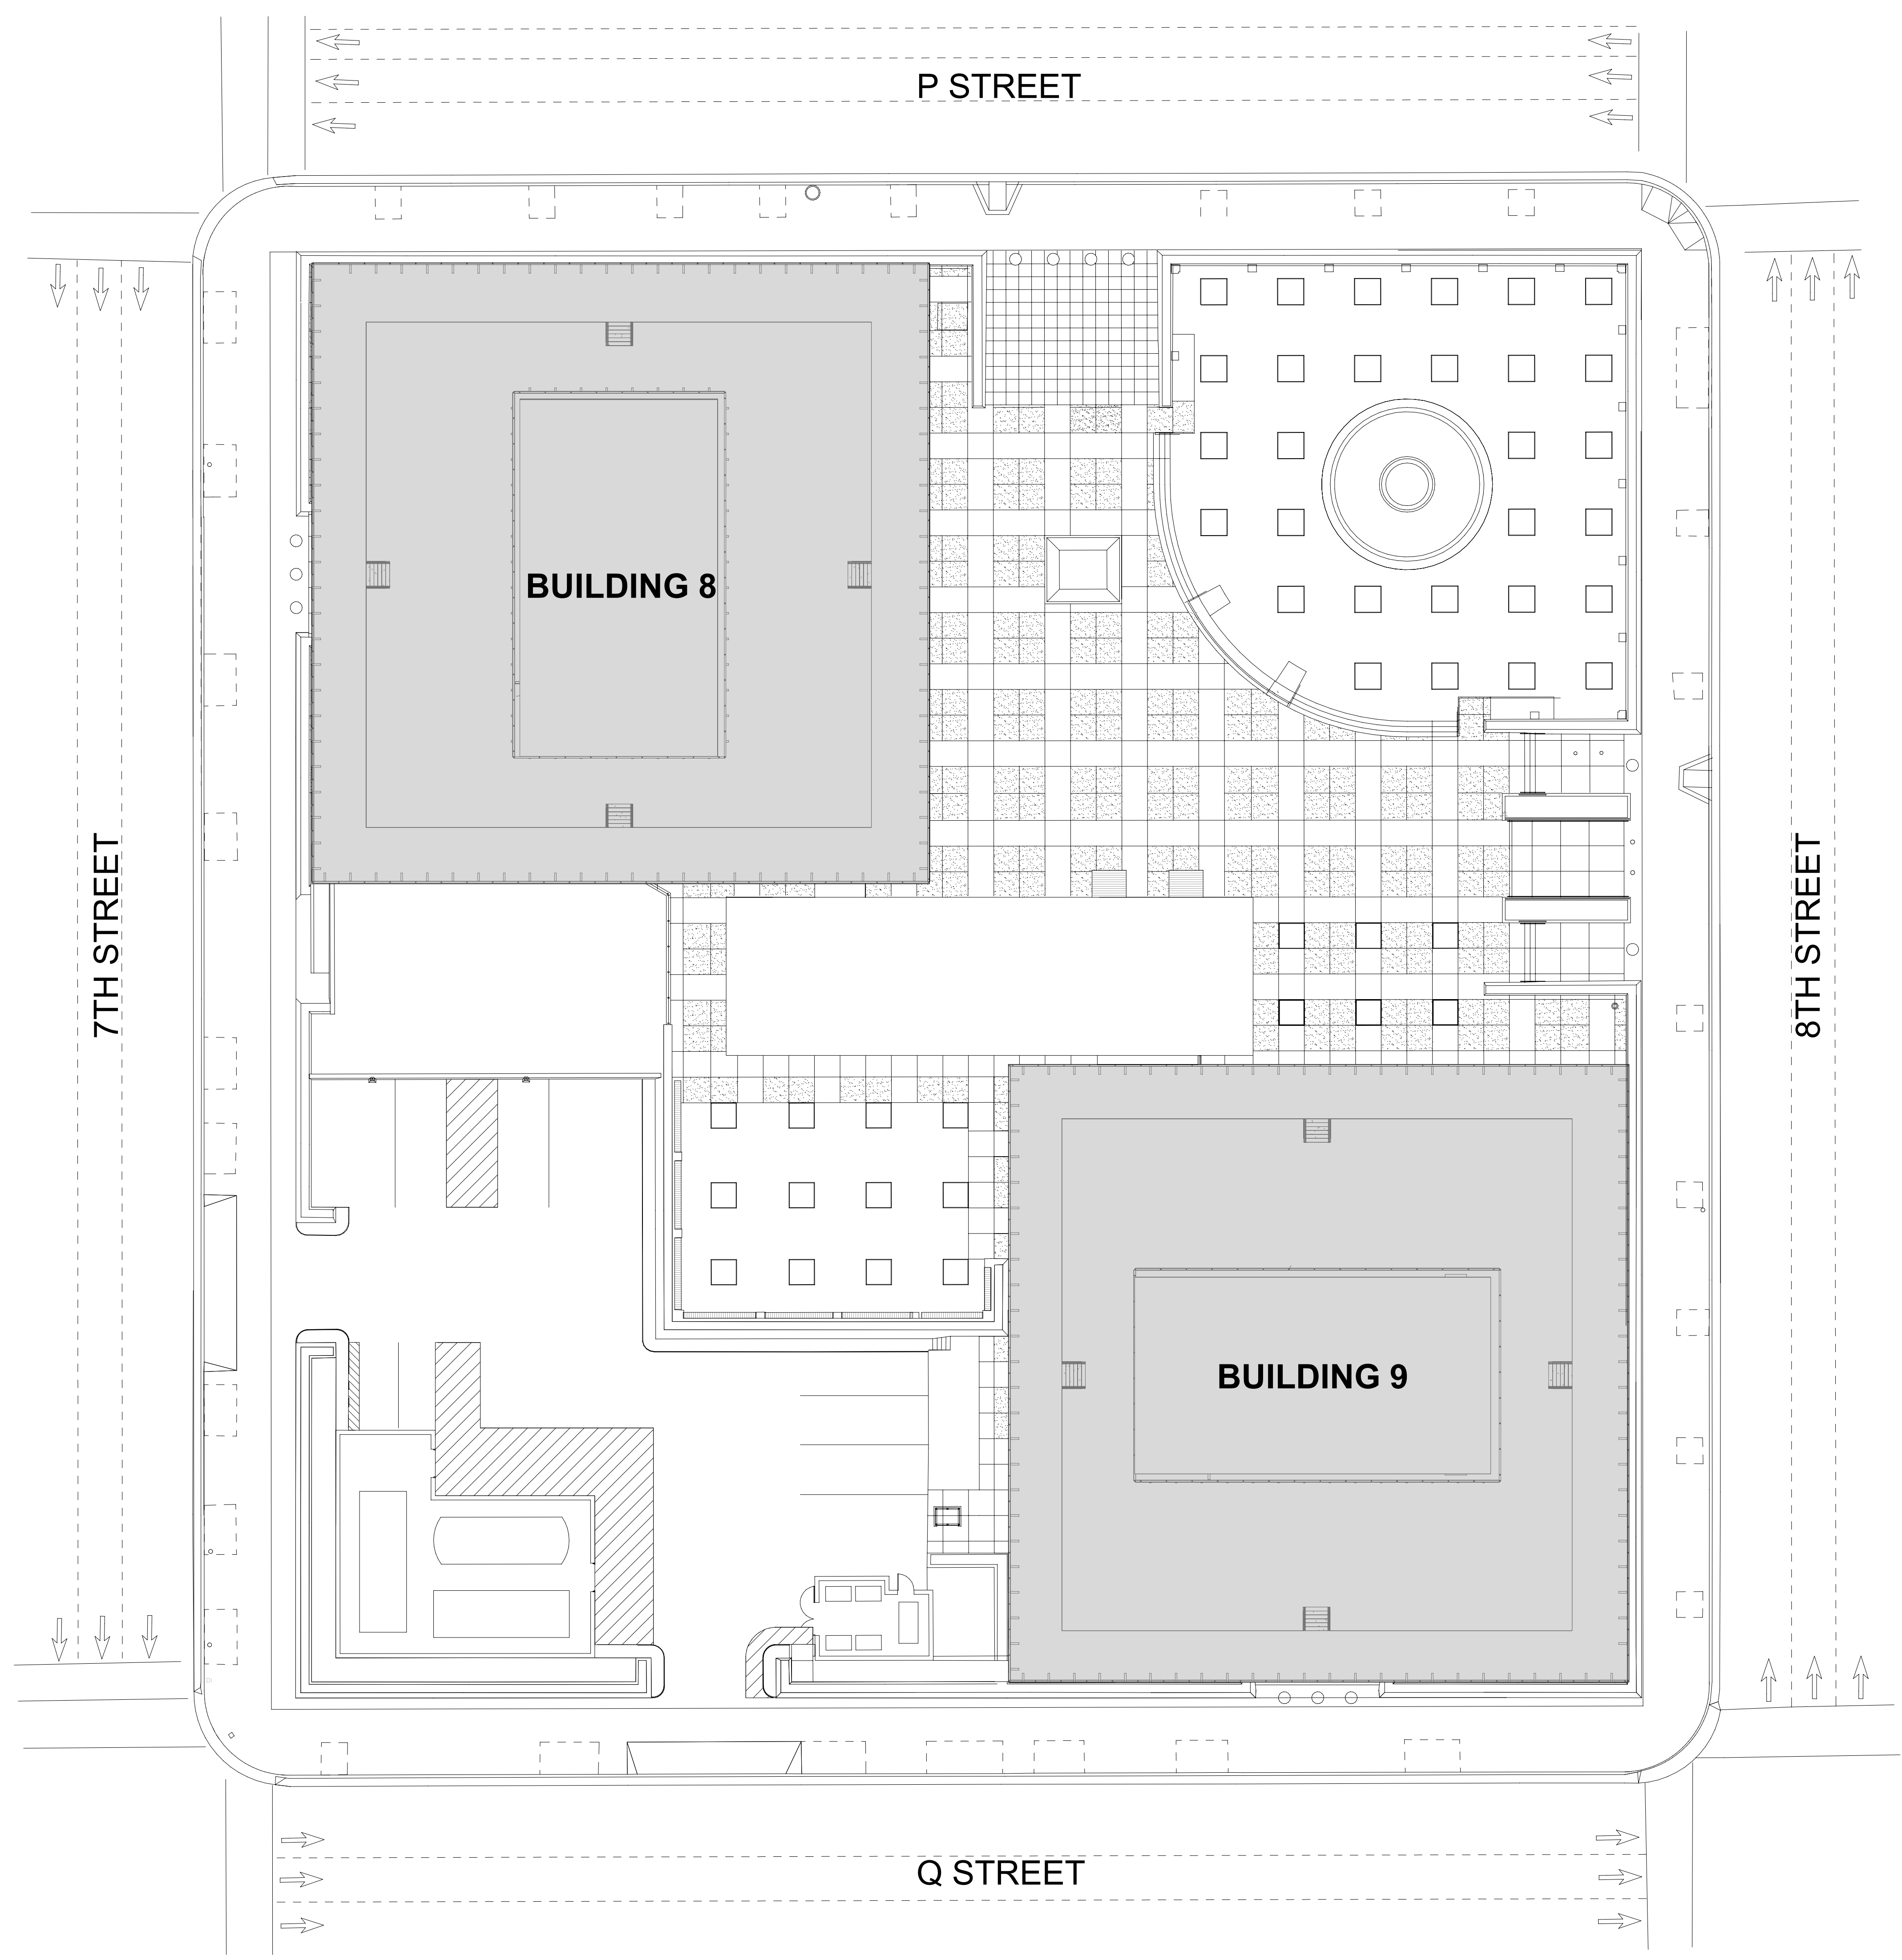 P STREET
BUILDING 8
7TH STREET
8TH STREET
BUILDING 9
Q STREET